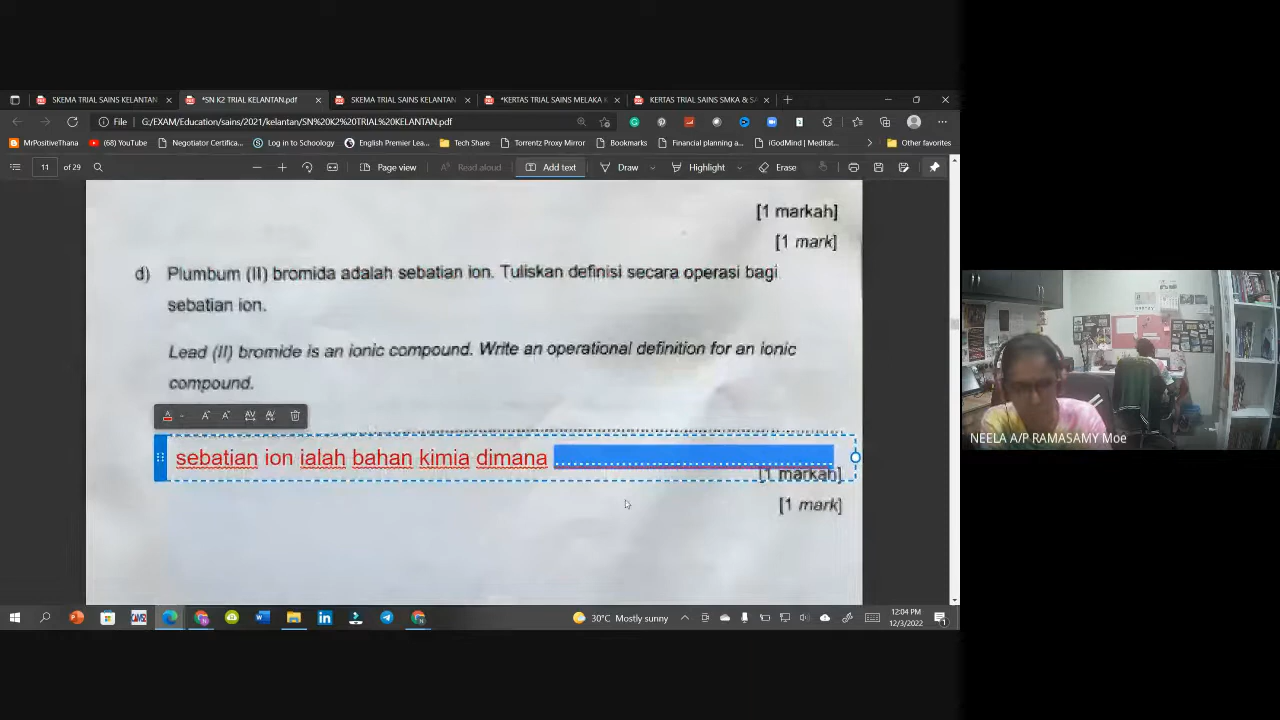 SKEMA TRIAL SAINS KELANTAN
*SN K2 TRIAL KELANTAN.pdf
SKEMA TRIAL SAINS KELANTAN
*KERTAS TRIAL SAINS MELAKA
KERTAS TRIAL SAINS SMKA & S
File
G:/EXAM/Education/sains/2021/kelantan/SN%20K2%20TRIAL%20KELANTAN.pdf
MrPositiveThana
(68) YouTube
Negotiator Certifica...
Log in to Schoology
English Premier Lea...
Tech Share
Torrentz Proxy Mirror
Bookmarks
Financial planning a...
iGodMind | Meditat...
Other favorites
11 of 29
Page view
Read aloud
Add text
Draw
Highlight
Erase
[1 markah]
[1 mark]
d) Plumbum (II) bromida adalah sebatian ion. Tuliskan definisi secara operasi bagi
sebatian ion.
Lead (II) bromide is an ionic compound. Write an operational definition for an ionic
compound.
sebatian ion ialah bahan kimia dimana
[1 markah]
[1 mark]
NEELA A/P RAMASAMY Moe
30°C Mostly sunny
12:04 PM
12/3/2022